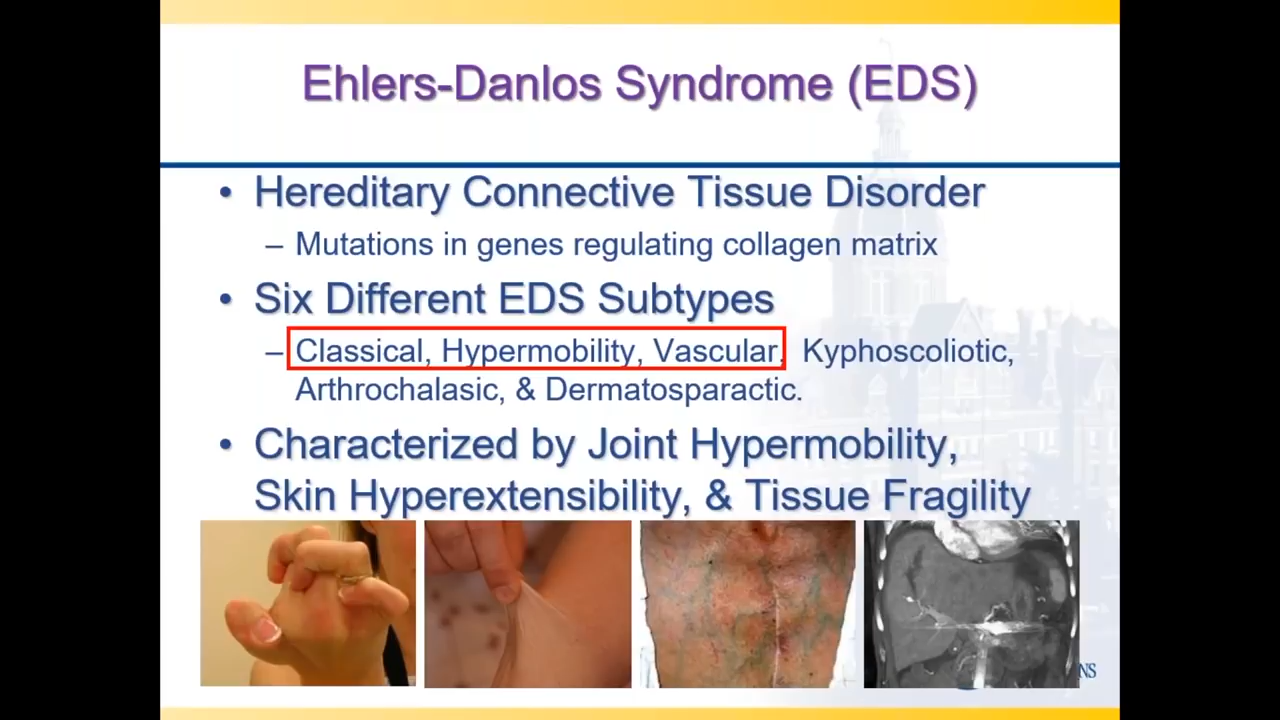 Ehlers-Danlos Syndrome (EDS)
• Hereditary Connective Tissue Disorder
– Mutations in genes regulating collagen matrix
• Six Different EDS Subtypes
– Classical, Hypermobility, Vascular, Kyphoscoliotic,
Arthrochalasic, & Dermatosparactic.
• Characterized by Joint Hypermobility,
Skin Hyperextensibility, & Tissue Fragility
NS